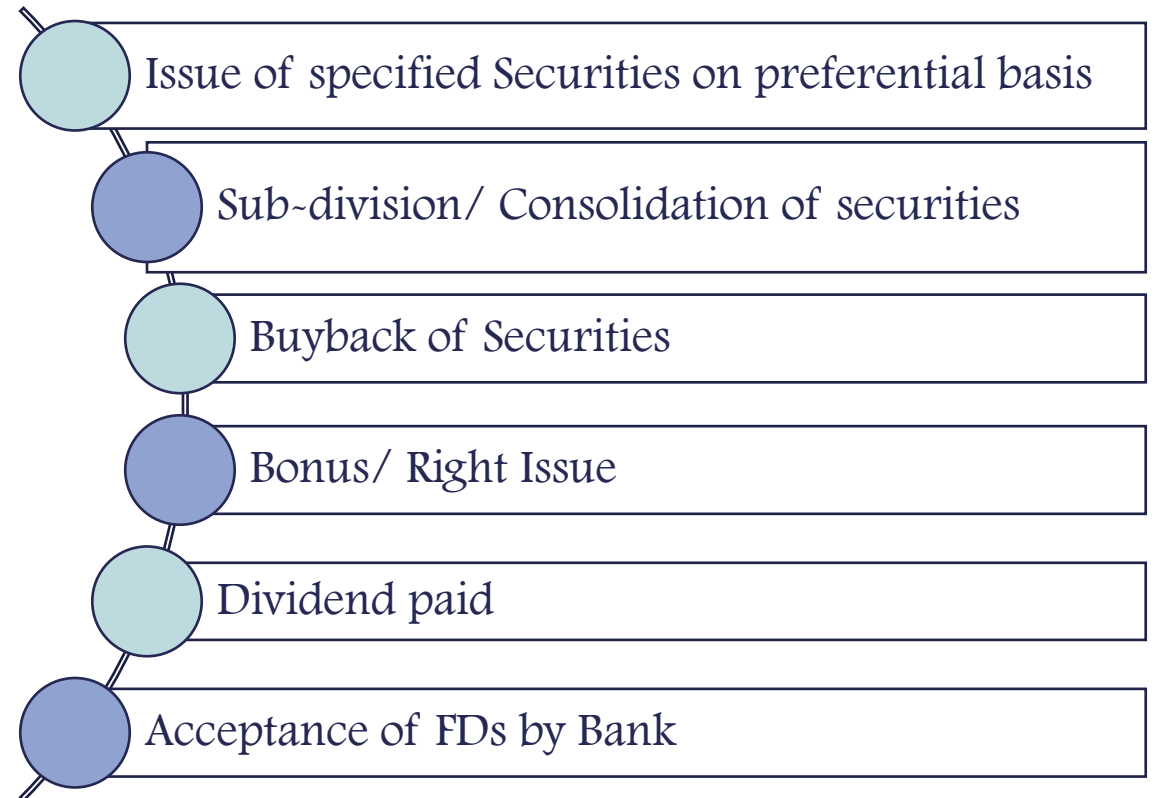 Issue of specified Securities on preferential basis
Sub-division/ Consolidation of securities
Buyback of Securities
Bonus/ Right Issue
Dividend paid
Acceptance of FDs by Bank